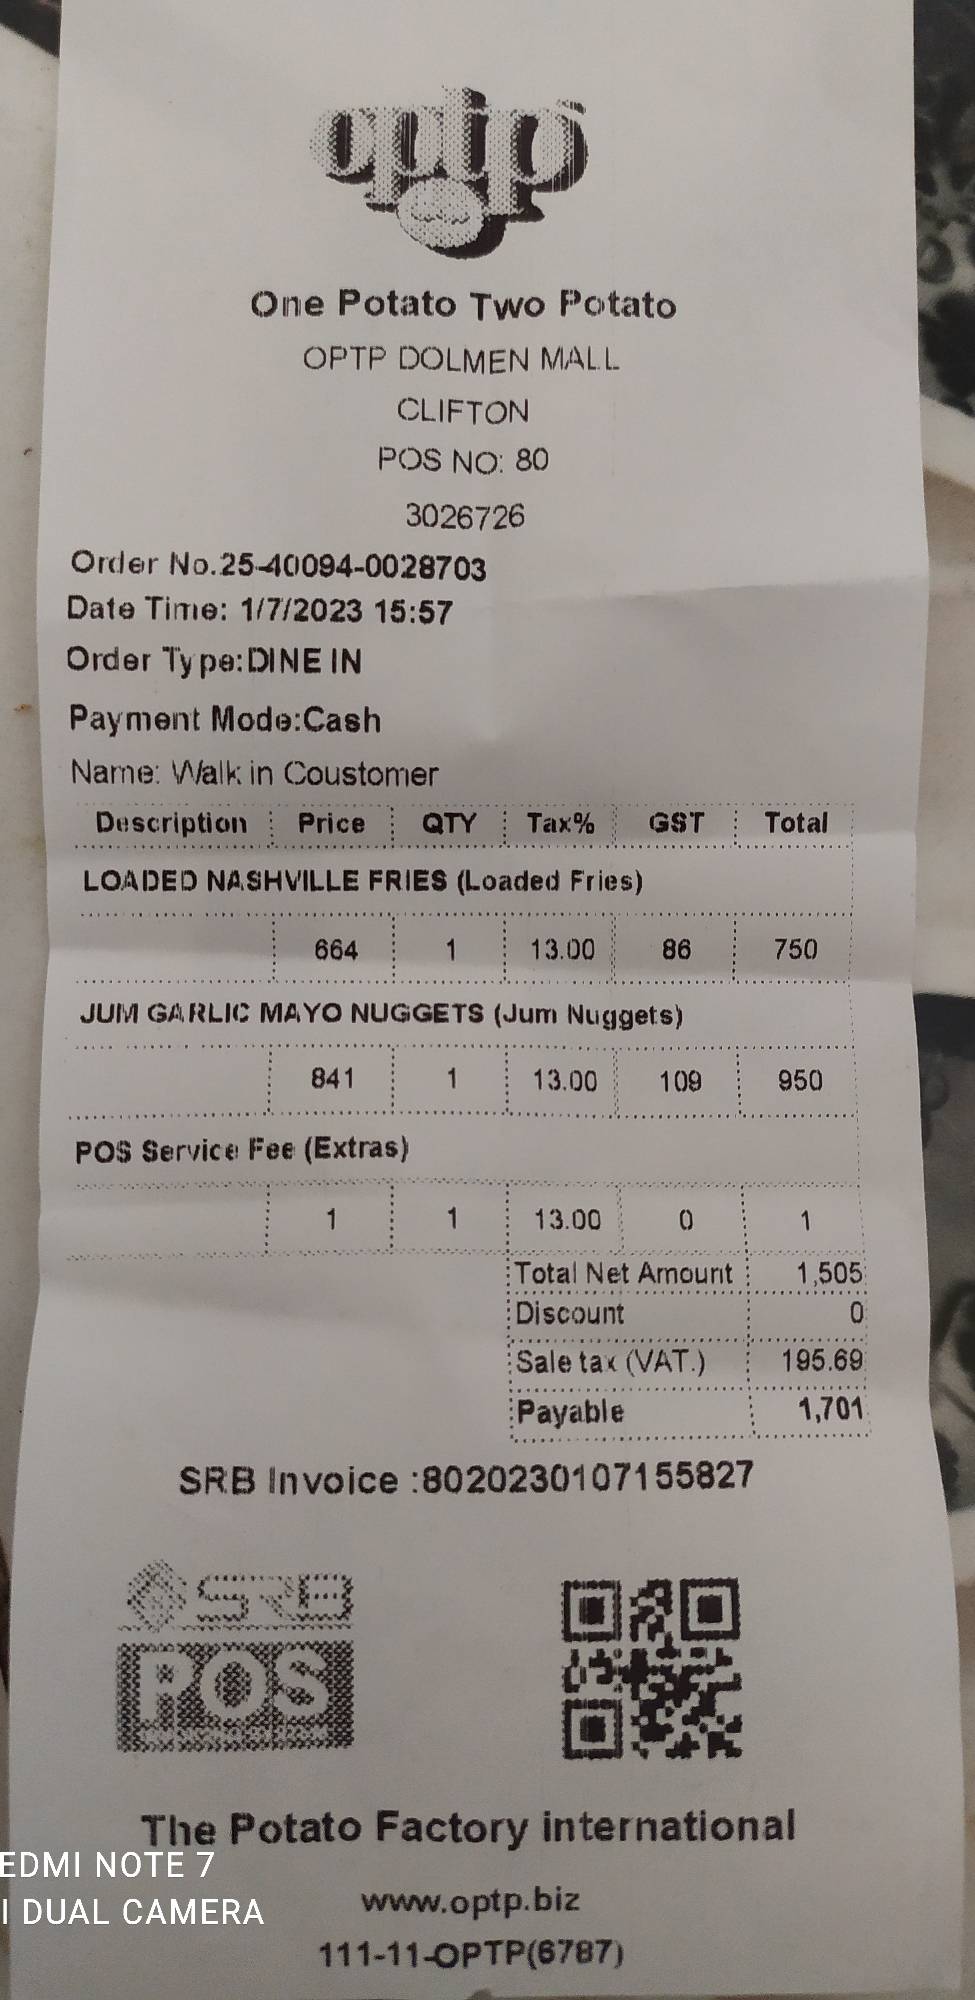 optp
One Potato Two Potato
OPTP DOLMEN MALL
CLIFTON
POS NO: 80
3026726
Order No.25-40094-0028703
Date Time: 1/7/2023 15:57
Order Type:DINE IN
Payment Mode:Cash
Name: Walk in Coustomer
Description Price QTY Tax% GST Total
LOADED NASHVILLE FRIES (Loaded Fries)
664 1 13.00 86 750
JUM GARLIC MAYO NUGGETS (Jum Nuggets)
841 1 13.00 109 950
POS Service Fee (Extras)
1 1 13.00 0 1
Total Net Amount 1,505
Discount 0
Sale tax (VAT.) 195.69
Payable 1,701
SRB Invoice :8020230107155827
SRB
POS
The Potato Factory international
www.optp.biz
111-11-OPTP(6787)
EDMI NOTE 7
I DUAL CAMERA